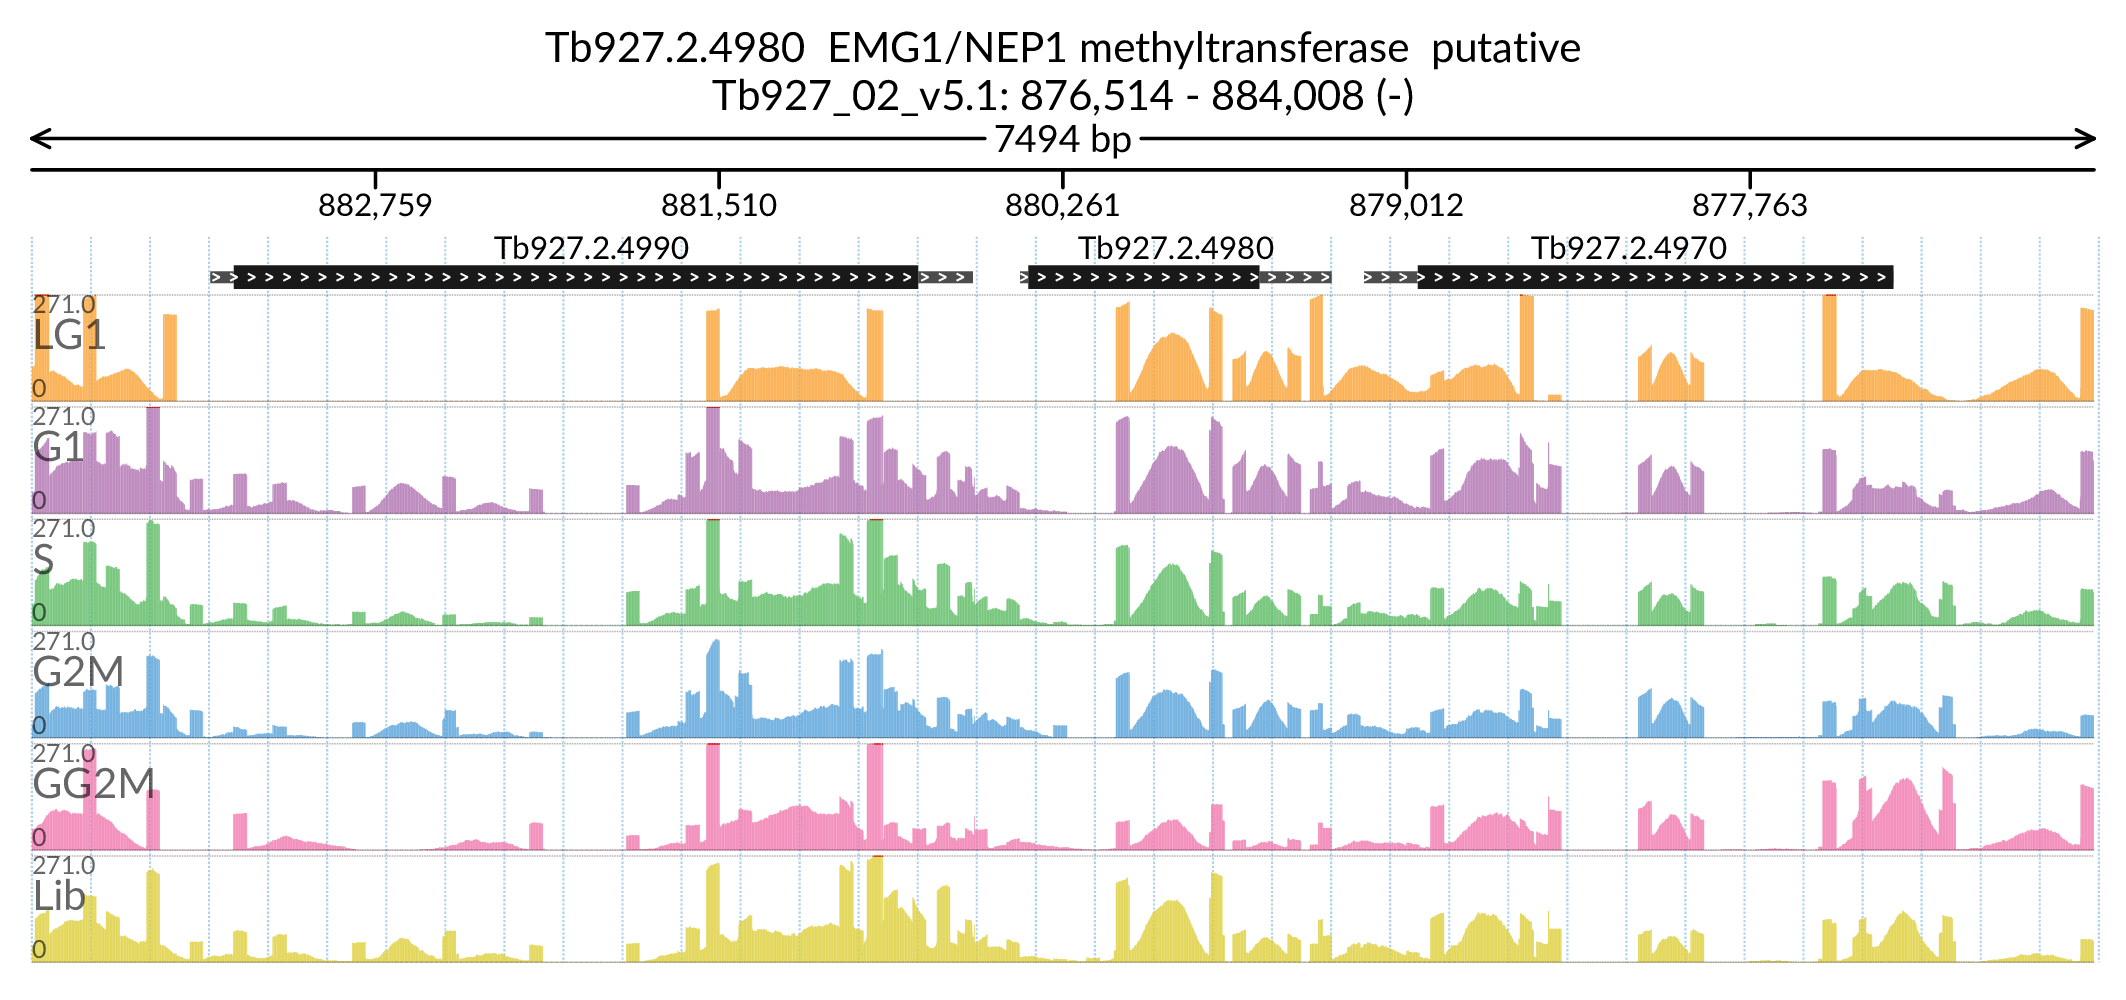 Tb927.2.4980 EMG1/NEP1 methyltransferase putative
Tb927_02_v5.1: 876,514 - 884,008 (-)
7494 bp
882,759 881,510 880,261 879,012 877,763
Tb927.2.4990 Tb927.2.4980 Tb927.2.4970
271.0
LG1
0
271.0
G1
0
271.0
S
0
271.0
G2M
0
271.0
GG2M
0
271.0
Lib
0